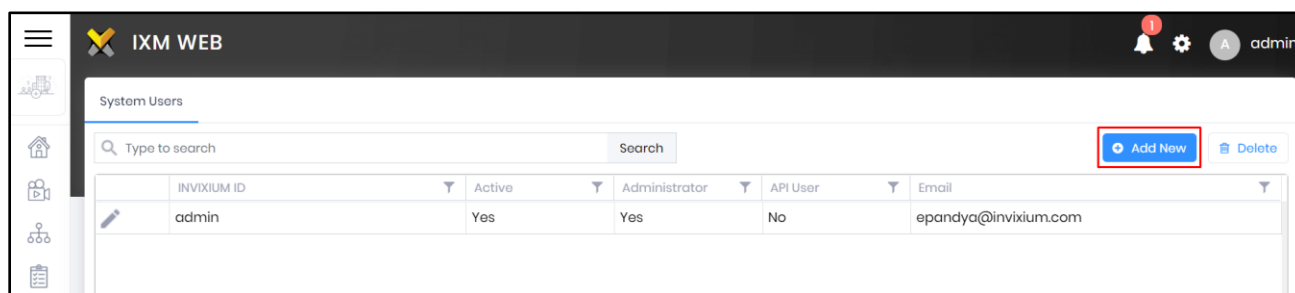 1
IXM WEB
A admin
System Users
Type to search Search Add New Delete
INVIXIUM ID Active Administrator API User Email
admin Yes Yes No epandya@invixium.com